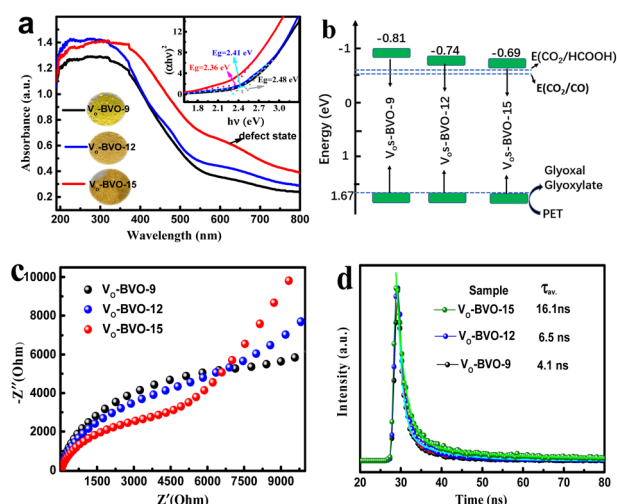 a
Absorbance (a.u.)
1.4
1.2
1.0
0.8
0.6
0.4
0.2
200 300 400 500 600 700 800
Wavelength (nm)
Vo-BVO-9
Vo-BVO-12
Vo-BVO-15
defect state
(αhν)²
24
16
8
0
1.8 2.1 2.4 2.7 3.0
hν (eV)
Eg=2.41 eV
Eg=2.36 eV
Eg=2.48 eV
b
Energy (eV)
-1
0
1
1.67
-0.81
-0.74
-0.69
VoS-BVO-9
VoS-BVO-12
VoS-BVO-15
E(CO2/HCOOH)
E(CO2/CO)
Glyoxal
Glyoxylate
PET
c
-Z″(Ohm)
10000
8000
6000
4000
2000
0
1500 3000 4500 6000 7500 9000
Z′(Ohm)
VO-BVO-9
VO-BVO-12
VO-BVO-15
d
Intensity (a.u.)
Sample τav.
VO-BVO-15 16.1ns
VO-BVO-12 6.5 ns
VO-BVO-9 4.1 ns
20 30 40 50 60 70 80
Time (ns)